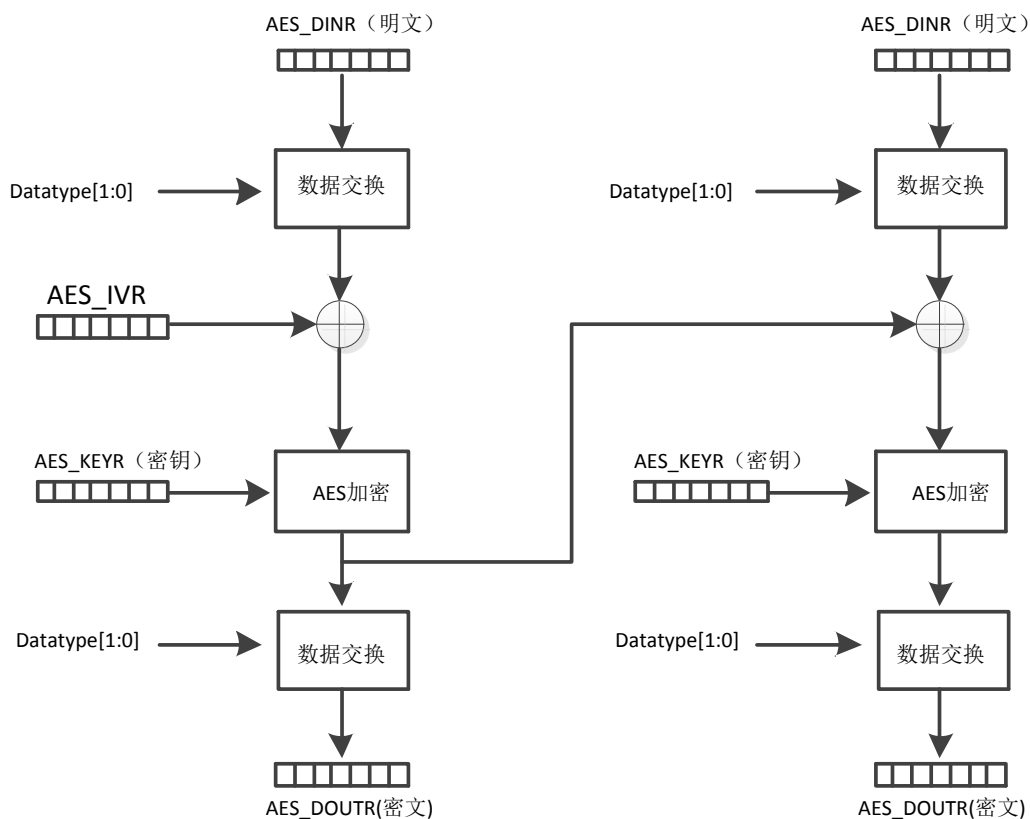 AES_DINR（明文）
AES_DINR（明文）
Datatype[1:0]
数据交换
Datatype[1:0]
数据交换
AES_IVR
AES_KEYR（密钥）
AES加密
AES_KEYR（密钥）
AES加密
Datatype[1:0]
数据交换
Datatype[1:0]
数据交换
AES_DOUTR(密文)
AES_DOUTR(密文)